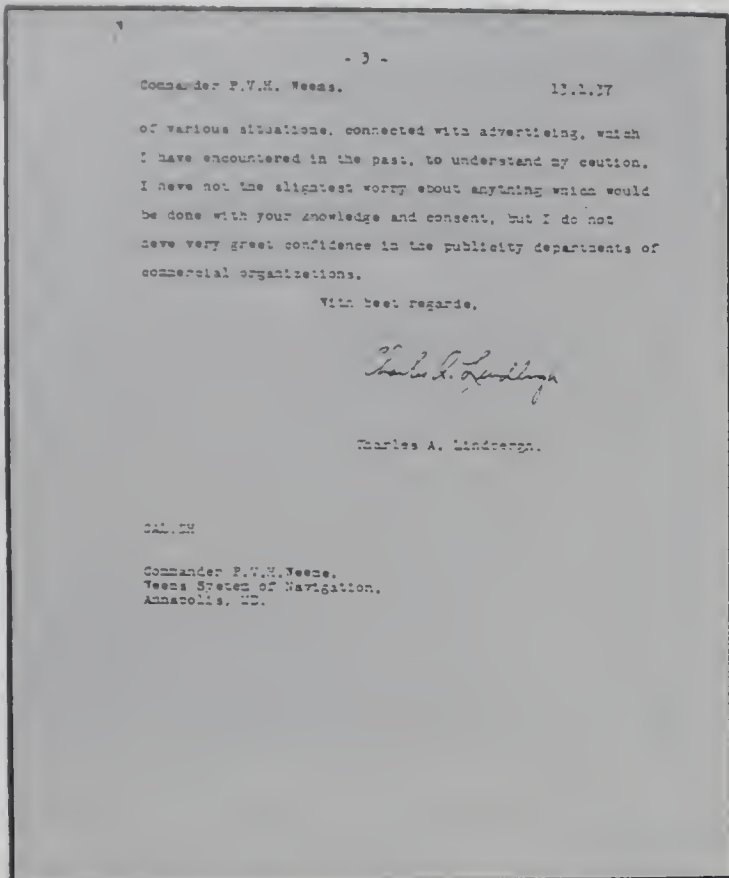 - 3 -
Commander P.V.H. Weems. 13.1.37
of various situations, connected with advertising, which
I have encountered in the past, to understand my caution.
I have not the slightest worry about anything which would
be done with your knowledge and consent, but I do not
have very great confidence in the publicity departments of
commercial organizations.
With best regards,
Charles A. Lindbergh
Charles A. Lindbergh.
Commander P.V.H. Weems,
Weems System of Navigation,
Annapolis, MD.